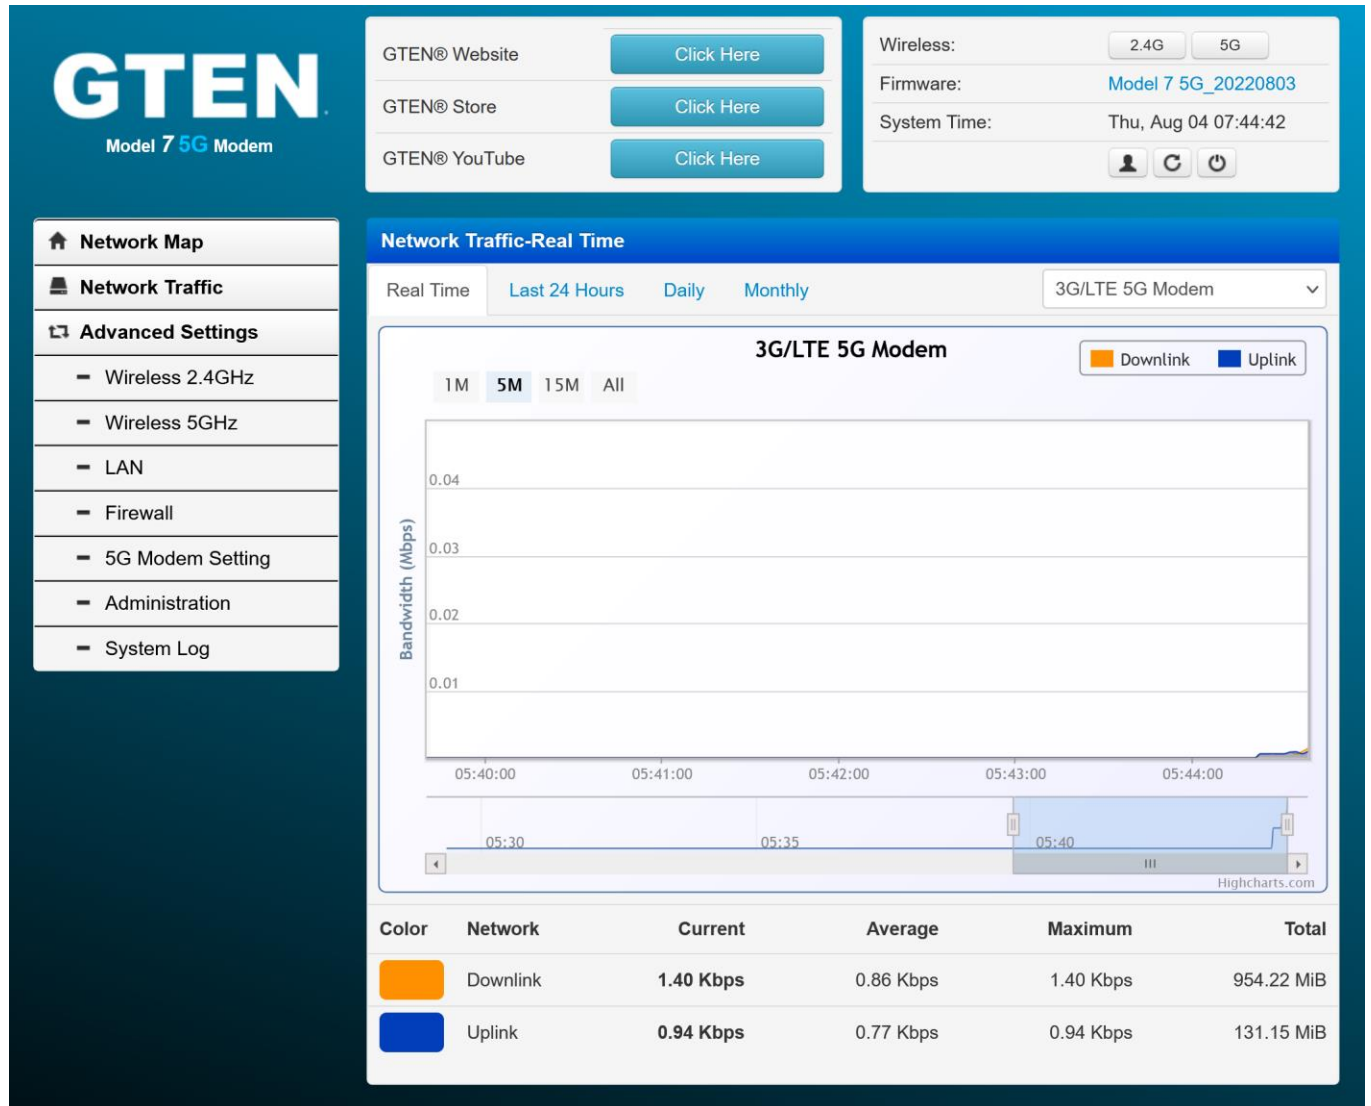 GTEN
Model 7 5G Modem
GTEN® Website Click Here
GTEN® Store Click Here
GTEN® YouTube Click Here
Wireless: 2.4G 5G
Firmware: Model 7 5G_20220803
System Time: Thu, Aug 04 07:44:42
Network Map
Network Traffic
Advanced Settings
Wireless 2.4GHz
Wireless 5GHz
LAN
Firewall
5G Modem Setting
Administration
System Log
Network Traffic-Real Time
Real Time Last 24 Hours Daily Monthly 3G/LTE 5G Modem
3G/LTE 5G Modem
Downlink Uplink
1M 5M 15M All
Bandwidth (Mbps)
0.04
0.03
0.02
0.01
05:40:00 05:41:00 05:42:00 05:43:00 05:44:00
05:30 05:35 05:40
Highcharts.com
Color Network Current Average Maximum Total
Downlink 1.40 Kbps 0.86 Kbps 1.40 Kbps 954.22 MiB
Uplink 0.94 Kbps 0.77 Kbps 0.94 Kbps 131.15 MiB